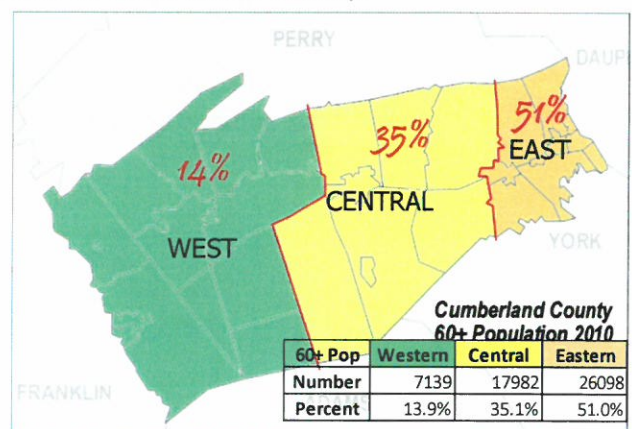 PERRY
DAUP
14%
35%
51%
EAST
CENTRAL
WEST
YORK
Cumberland County
60+ Population 2010
60+ Pop Western Central Eastern
Number 7139 17982 26098
Percent 13.9% 35.1% 51.0%
FRANKLIN
ADAMS